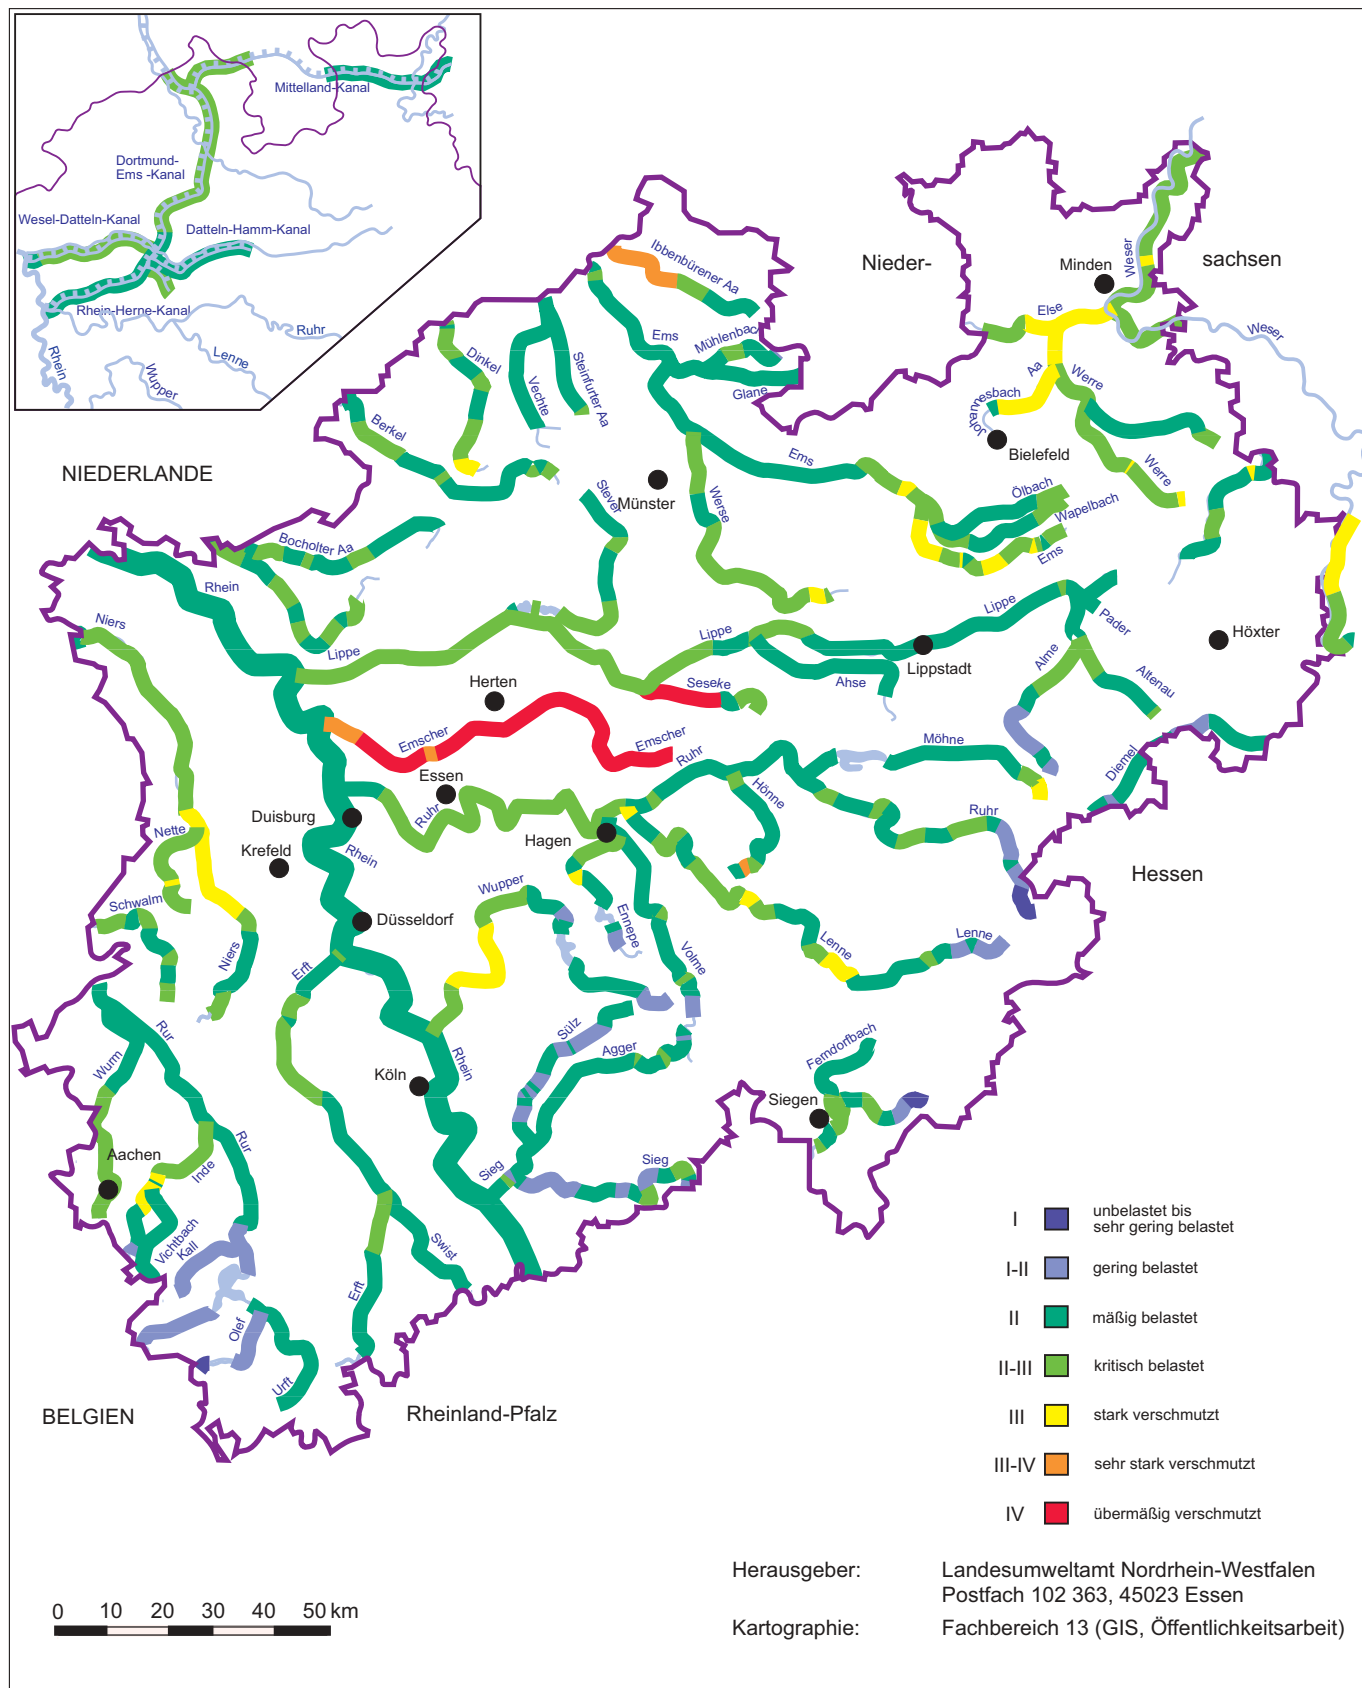 Mittelland-Kanal
Dortmund-
Ems -Kanal
Wesel-Datteln-Kanal
Datteln-Hamm-Kanal
Rhein-Herne-Kanal
Ruhr
Lenne
Rhein
Wupper
Nieder-
sachsen
Minden
Weser
Weser
Else
Ibbenbürener Aa
Ems
Mühlenbac
Glane
Dinkel
Vechte
Steinfurter Aa
Berkel
Aa
Werre
Johannesbach
Bielefeld
NIEDERLANDE
Münster
Ems
Werre
Stever
Werse
Ölbach
Wapelbach
Ems
Bocholter Aa
Rhein
Niers
Lippe
Lippe
Lippe
Pader
Höxter
Lippstadt
Alme
Altenau
Ahse
Herten
Seseke
Emscher
Emscher
Ruhr
Möhne
Diemel
Essen
Ruhr
Hönne
Ruhr
Duisburg
Nette
Krefeld
Rhein
Hagen
Hessen
Schwalm
Wupper
Ennepe
Düsseldorf
Niers
Erft
Volme
Lenne
Lenne
Rur
Wurm
Sülz
Agger
Rhein
Ferndorfbach
Köln
Siegen
Aachen
Rur
Inde
Sieg
Sieg
Vichtbach
Kall
Swist
Erft
Olef
Urft
BELGIEN
Rheinland-Pfalz
I unbelastet bis
sehr gering belastet
I-II gering belastet
II mäßig belastet
II-III kritisch belastet
III stark verschmutzt
III-IV sehr stark verschmutzt
IV übermäßig verschmutzt
Herausgeber: Landesumweltamt Nordrhein-Westfalen
Postfach 102 363, 45023 Essen
Kartographie: Fachbereich 13 (GIS, Öffentlichkeitsarbeit)
0 10 20 30 40 50 km